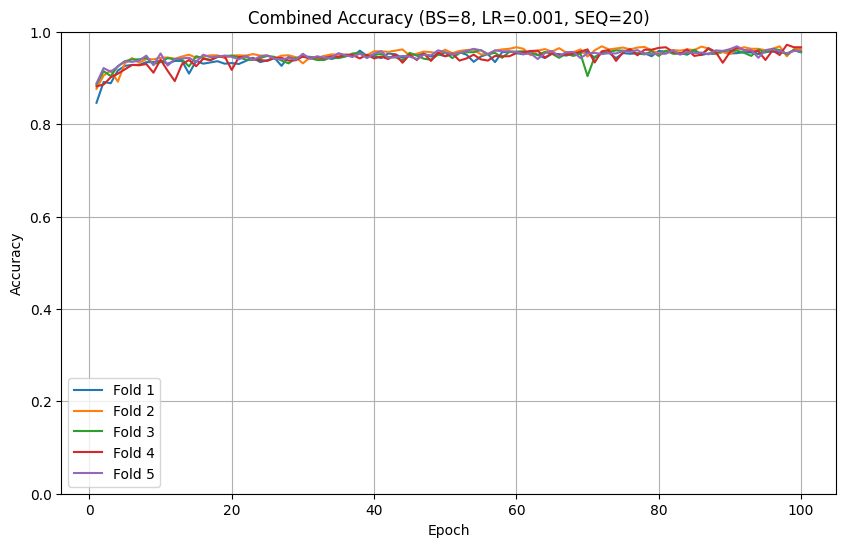 Combined Accuracy (BS=8, LR=0.001, SEQ=20)
1.0
0.8
0.6
0.4
0.2
0.0
Accuracy
Fold 1
Fold 2
Fold 3
Fold 4
Fold 5
0 20 40 60 80 100
Epoch